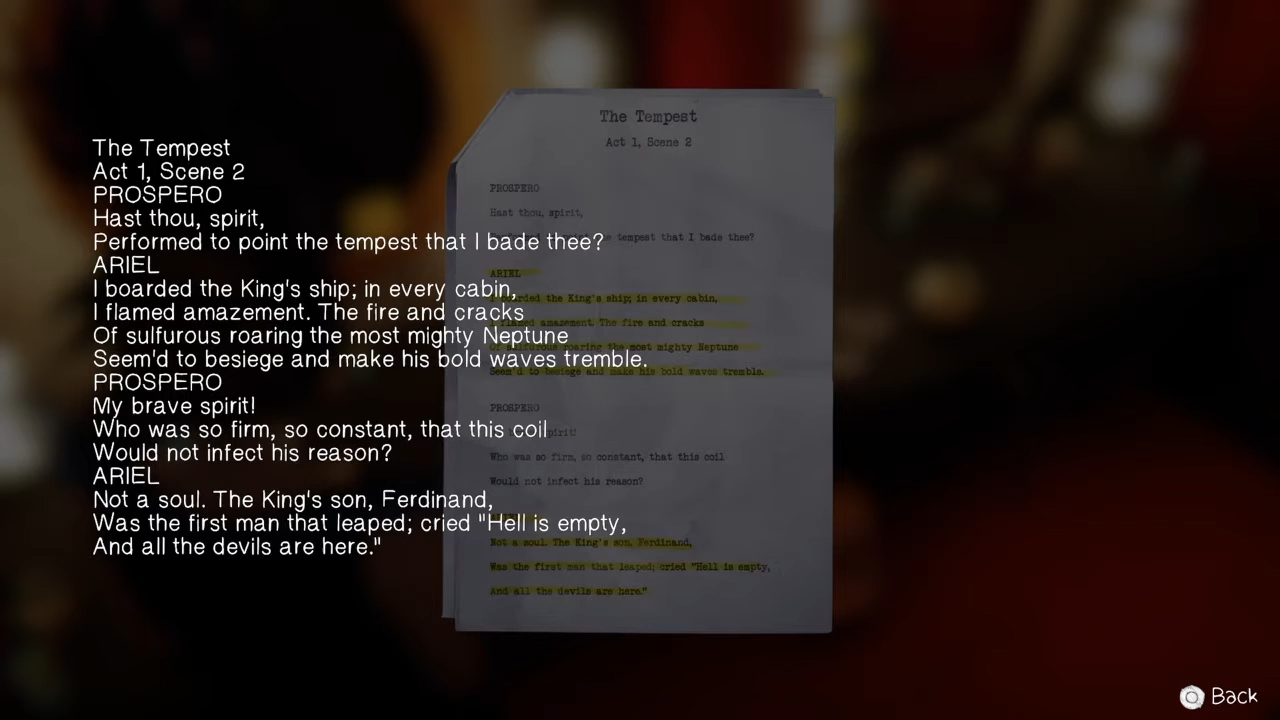 The Tempest
Act 1, Scene 2
PROSPERO
Hast thou, spirit,
Performed to point the tempest that I bade thee?
ARIEL
I boarded the King's ship; in every cabin,
I flamed amazement. The fire and cracks
Of sulfurous roaring the most mighty Neptune
Seem'd to besiege and make his bold waves tremble.
PROSPERO
My brave spirit!
Who was so firm, so constant, that this coil
Would not infect his reason?
ARIEL
Not a soul. The King's son, Ferdinand,
Was the first man that leaped; cried "Hell is empty,
And all the devils are here."
The Tempest
Act 1, Scene 2
PROSPERO
Hast thou, spirit,
tempest that I bade thee?
ARIEL
I boarded the King's ship; in every cabin,
I flamed amazement. The fire and cracks
Of sulfurous roaring the most mighty Neptune
Seem'd to besiege and make his bold waves tremble.
PROSPERO
spirit!
Who was so firm, so constant, that this coil
Would not infect his reason?
Not a soul. The King's son, Ferdinand,
Was the first man that leaped; cried "Hell is empty,
And all the devils are here."
Back